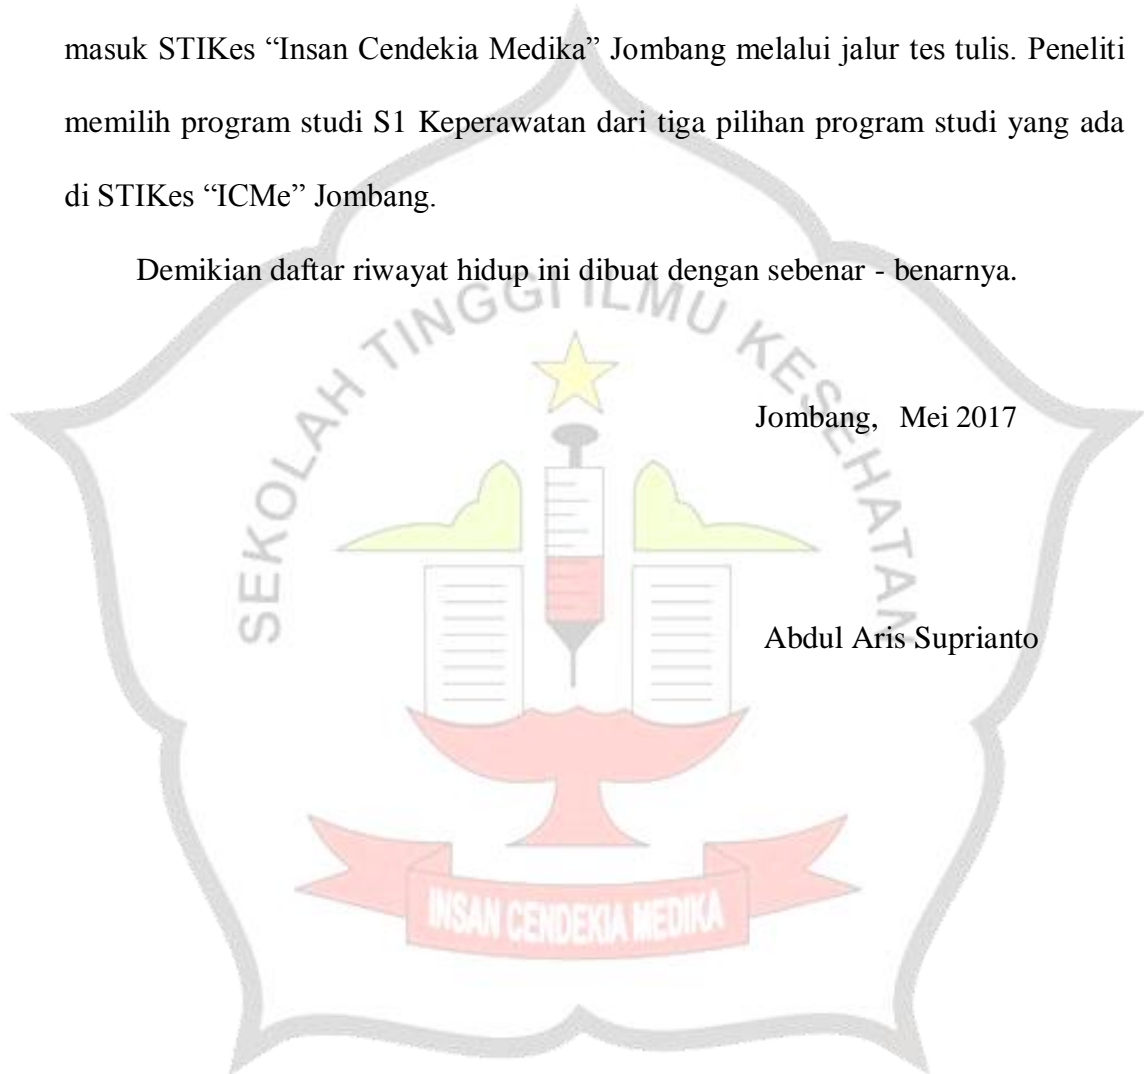 masuk STIKes “Insan Cendekia Medika” Jombang melalui jalur tes tulis. Peneliti
memilih program studi S1 Keperawatan dari tiga pilihan program studi yang ada
di STIKes “ICMe” Jombang.
Demikian daftar riwayat hidup ini dibuat dengan sebenar - benarnya.
SEKOLAH TINGGI ILMU KESEHATAN
Jombang, Mei 2017
Abdul Aris Suprianto
INSAN CENDEKIA MEDIKA